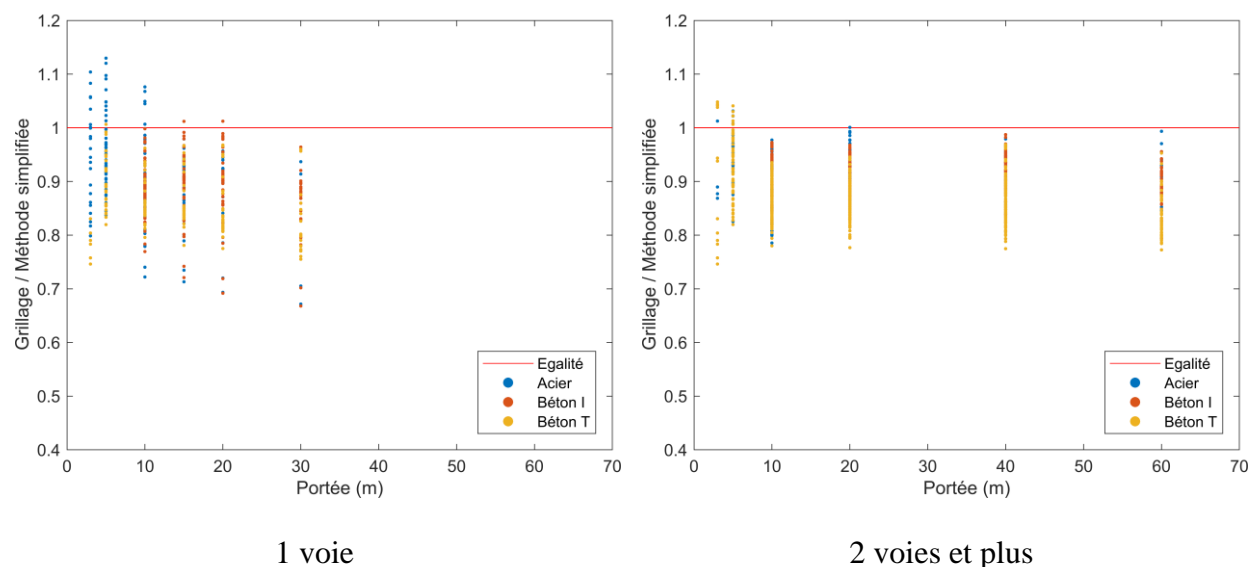 1.2
1.1
1
0.9
0.8
0.7
0.6
0.5
0.4
Grillage / Méthode simplifiée
0 10 20 30 40 50 60 70
Portée (m)
Egalité
Acier
Béton I
Béton T
1 voie
1.2
1.1
1
0.9
0.8
0.7
0.6
0.5
0.4
Grillage / Méthode simplifiée
0 10 20 30 40 50 60 70
Portée (m)
Egalité
Acier
Béton I
Béton T
2 voies et plus